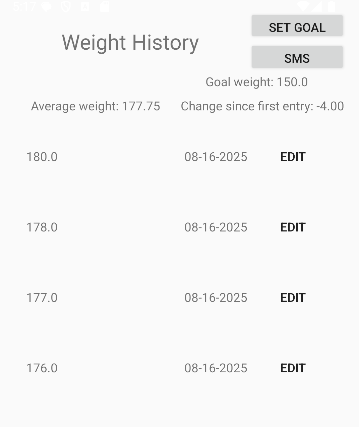 Weight History
SET GOAL
SMS
Goal weight: 150.0
Average weight: 177.75 Change since first entry: -4.00
180.0 08-16-2025 EDIT
178.0 08-16-2025 EDIT
177.0 08-16-2025 EDIT
176.0 08-16-2025 EDIT